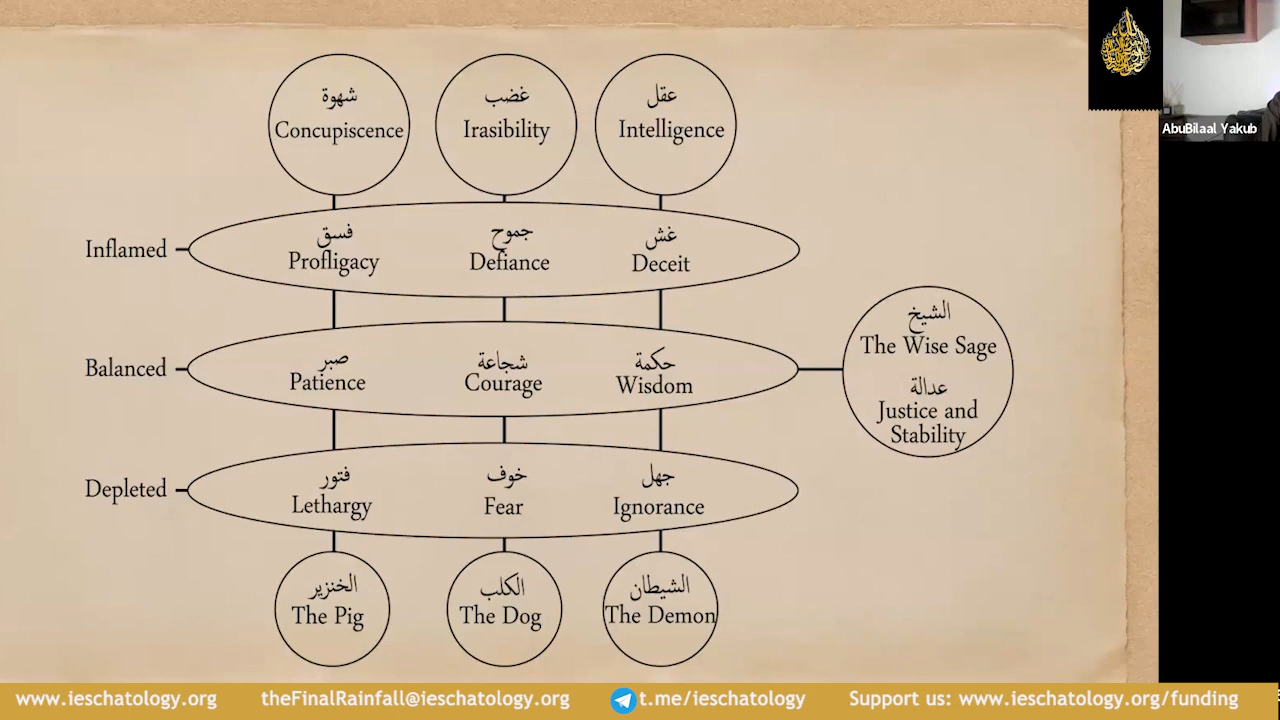 شهوة
Concupiscence
غضب
Irasibility
عقل
Intelligence
Inflamed
فسق
Profligacy
جموح
Defiance
غش
Deceit
Balanced
صبر
Patience
شجاعة
Courage
حكمة
Wisdom
الشيخ
The Wise Sage
عدالة
Justice and
Stability
Depleted
فتور
Lethargy
خوف
Fear
جهل
Ignorance
الخنزير
The Pig
الكلب
The Dog
الشيطان
The Demon
AbuBilaal Yakub
www.ieschatology.org theFinalRainfall@ieschatology.org t.me/ieschatology Support us: www.ieschatology.org/funding